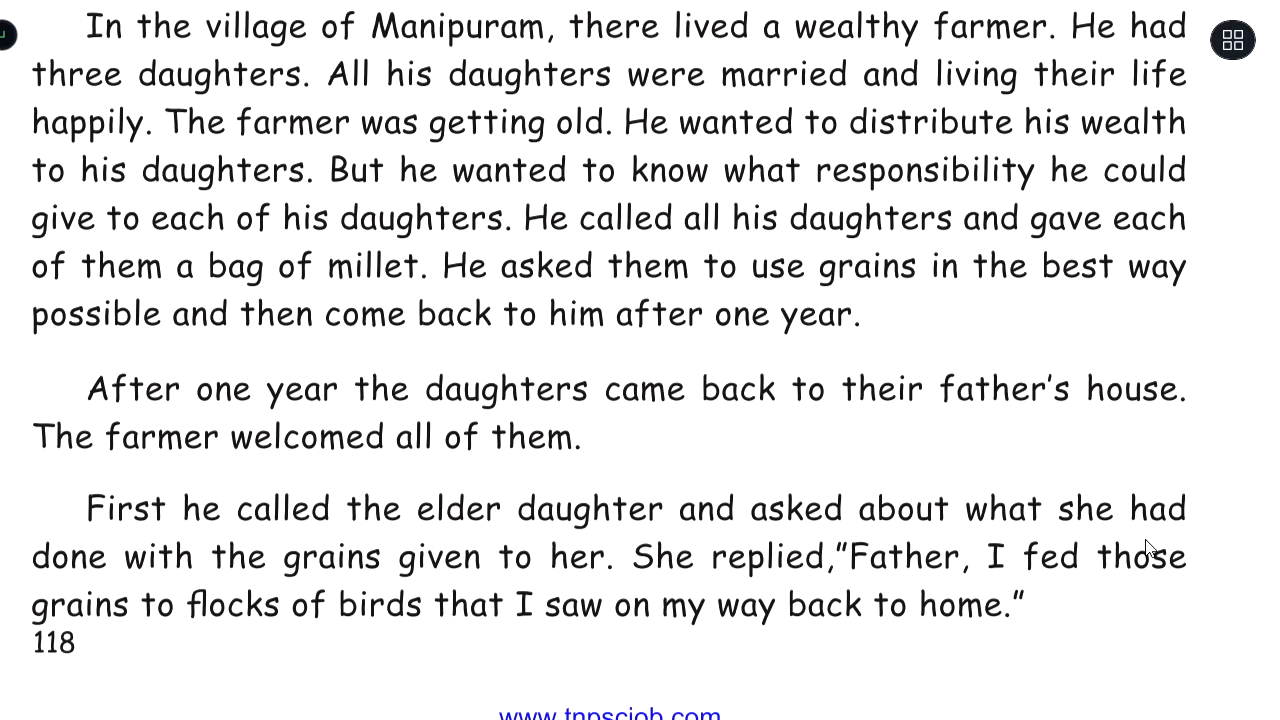 In the village of Manipuram, there lived a wealthy farmer. He had
three daughters. All his daughters were married and living their life
happily. The farmer was getting old. He wanted to distribute his wealth
to his daughters. But he wanted to know what responsibility he could
give to each of his daughters. He called all his daughters and gave each
of them a bag of millet. He asked them to use grains in the best way
possible and then come back to him after one year.
After one year the daughters came back to their father’s house.
The farmer welcomed all of them.
First he called the elder daughter and asked about what she had
done with the grains given to her. She replied,"Father, I fed those
grains to flocks of birds that I saw on my way back to home."
118
www.tnpscjob.com